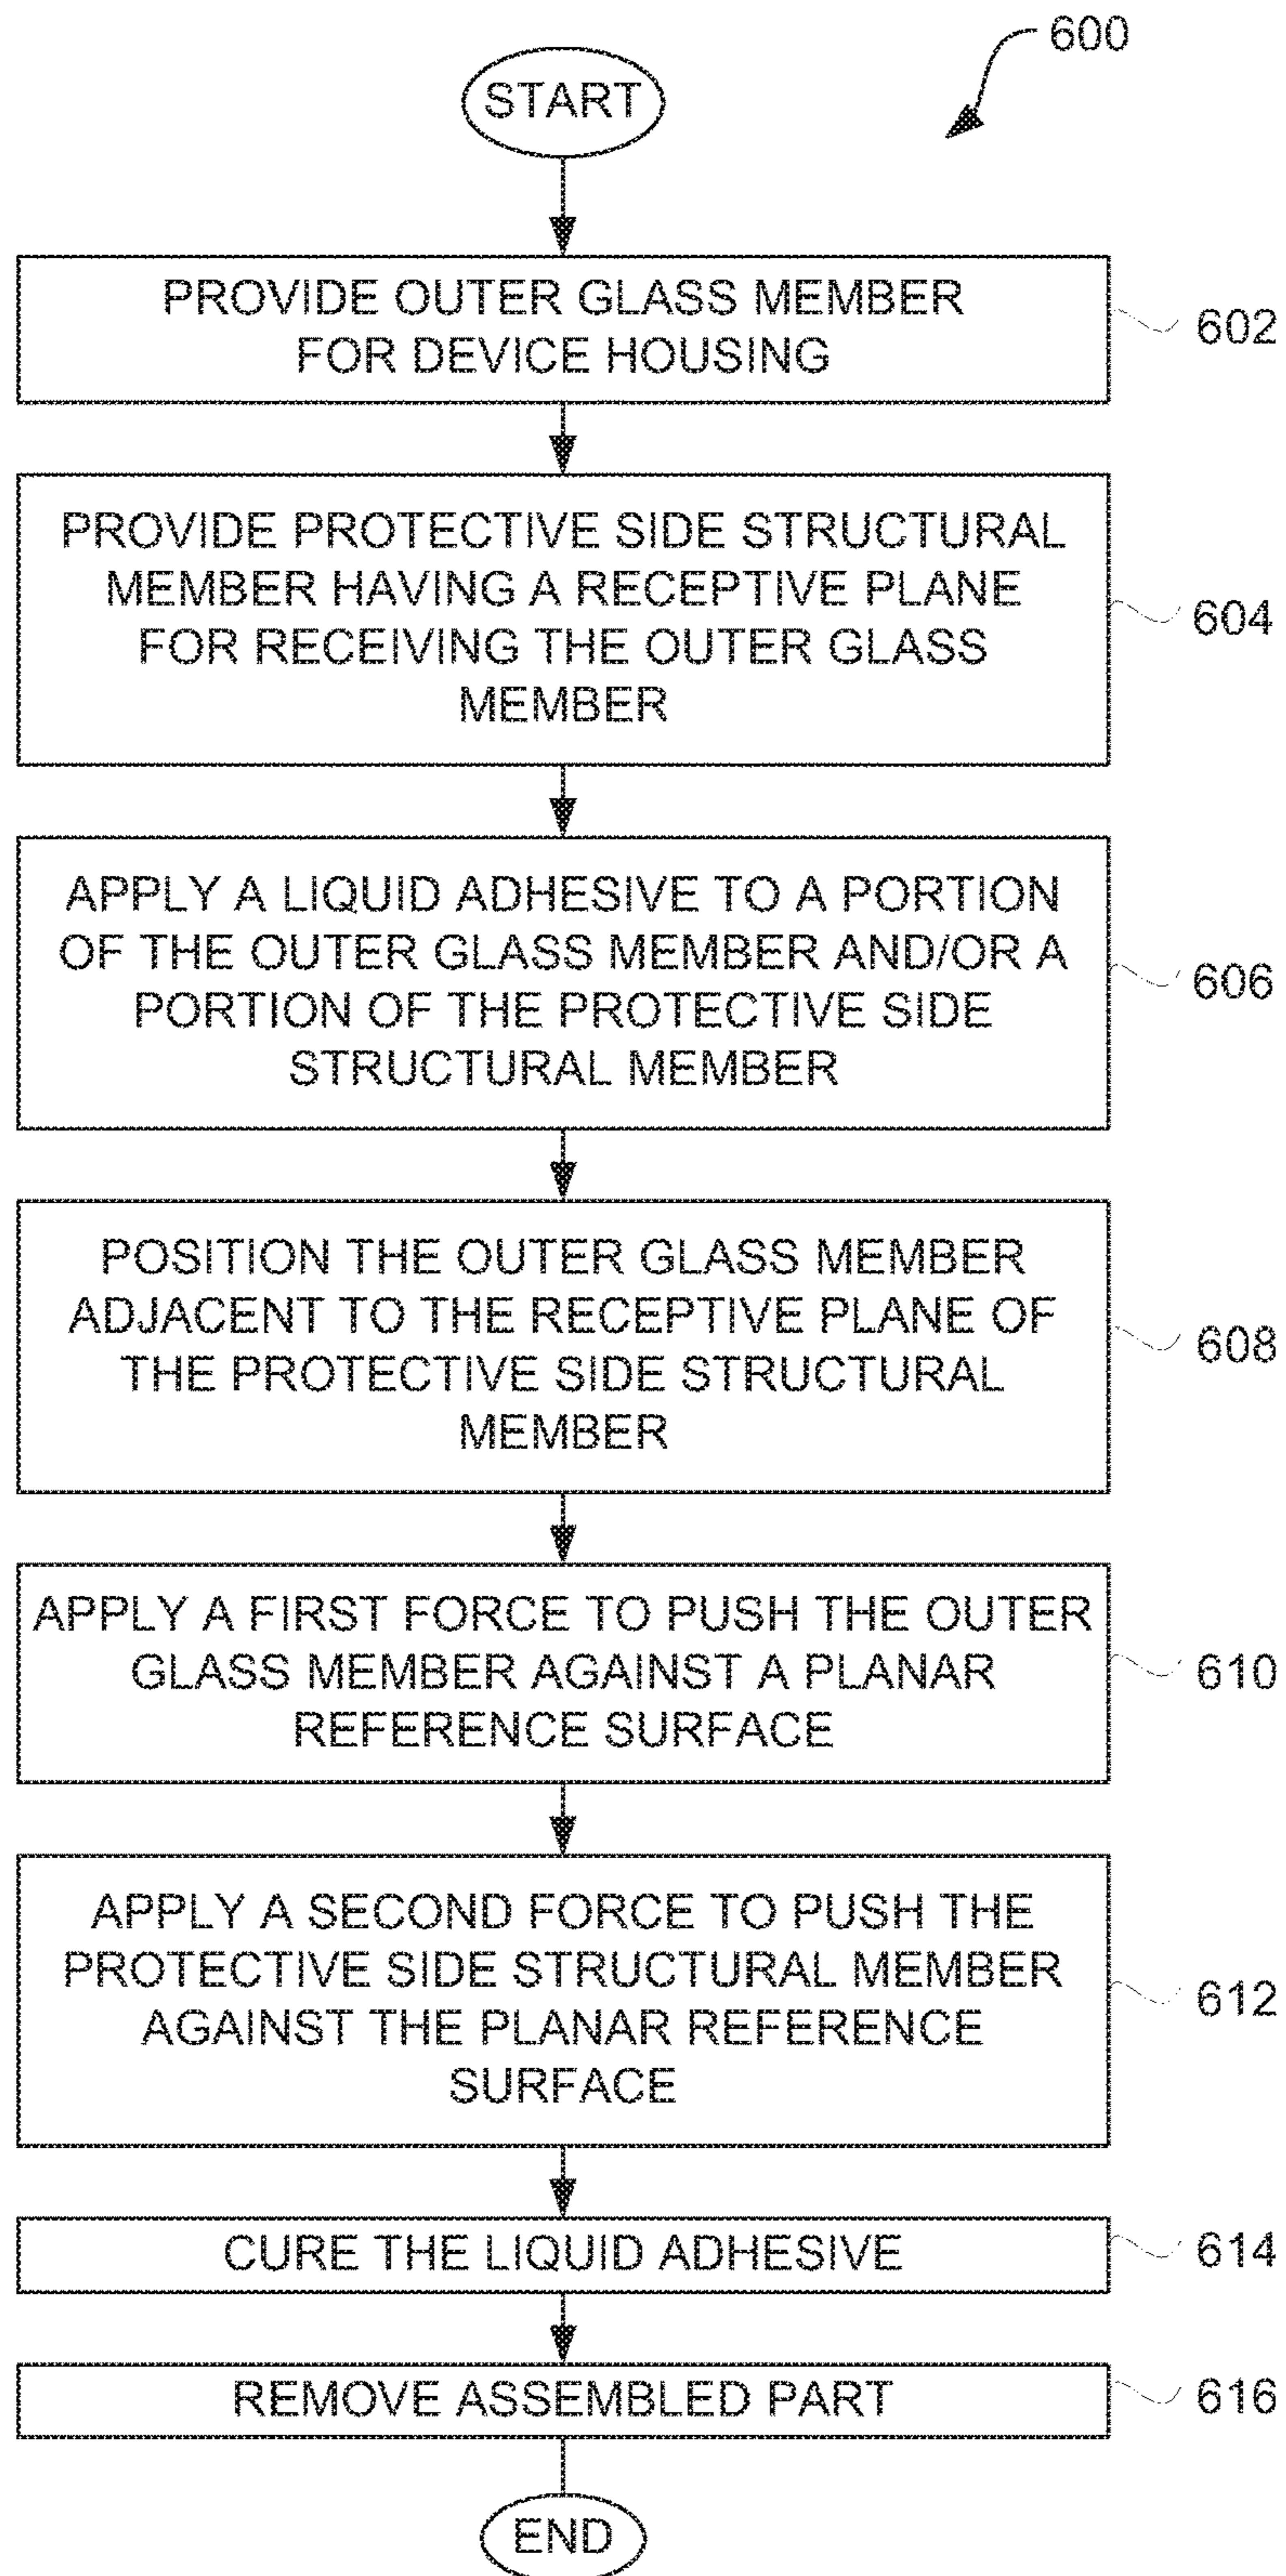 600
START
PROVIDE OUTER GLASS MEMBER
FOR DEVICE HOUSING
602
PROVIDE PROTECTIVE SIDE STRUCTURAL
MEMBER HAVING A RECEPTIVE PLANE
FOR RECEIVING THE OUTER GLASS
MEMBER
604
APPLY A LIQUID ADHESIVE TO A PORTION
OF THE OUTER GLASS MEMBER AND/OR A
PORTION OF THE PROTECTIVE SIDE
STRUCTURAL MEMBER
606
POSITION THE OUTER GLASS MEMBER
ADJACENT TO THE RECEPTIVE PLANE OF
THE PROTECTIVE SIDE STRUCTURAL
MEMBER
608
APPLY A FIRST FORCE TO PUSH THE OUTER
GLASS MEMBER AGAINST A PLANAR
REFERENCE SURFACE
610
APPLY A SECOND FORCE TO PUSH THE
PROTECTIVE SIDE STRUCTURAL MEMBER
AGAINST THE PLANAR REFERENCE
SURFACE
612
CURE THE LIQUID ADHESIVE
614
REMOVE ASSEMBLED PART
616
END